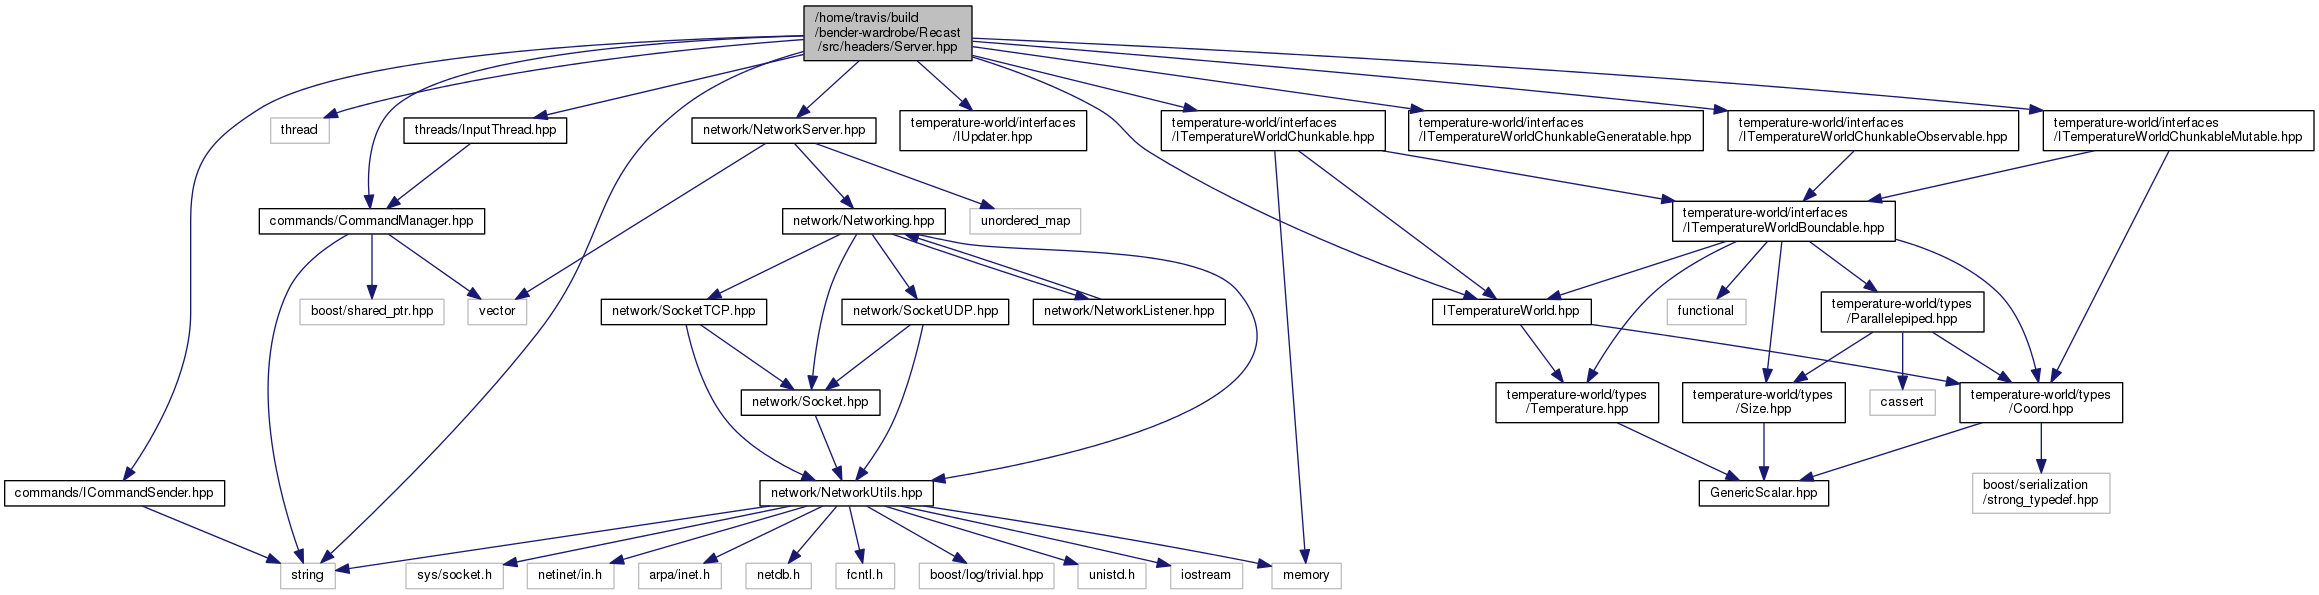 /home/travis/build
/bender-wardrobe/Recast
/src/headers/Server.hpp
thread
threads/InputThread.hpp
network/NetworkServer.hpp
temperature-world/interfaces
/IUpdater.hpp
temperature-world/interfaces
/ITemperatureWorldChunkable.hpp
temperature-world/interfaces
/ITemperatureWorldChunkableGeneratable.hpp
temperature-world/interfaces
/ITemperatureWorldChunkableObservable.hpp
temperature-world/interfaces
/ITemperatureWorldChunkableMutable.hpp
commands/CommandManager.hpp
network/Networking.hpp
unordered_map
temperature-world/interfaces
/ITemperatureWorldBoundable.hpp
boost/shared_ptr.hpp
vector
network/SocketTCP.hpp
network/SocketUDP.hpp
network/NetworkListener.hpp
ITemperatureWorld.hpp
functional
temperature-world/types
/Parallelepiped.hpp
network/Socket.hpp
temperature-world/types
/Temperature.hpp
temperature-world/types
/Size.hpp
cassert
temperature-world/types
/Coord.hpp
commands/ICommandSender.hpp
network/NetworkUtils.hpp
GenericScalar.hpp
boost/serialization
/strong_typedef.hpp
string
sys/socket.h
netinet/in.h
arpa/inet.h
netdb.h
fcntl.h
boost/log/trivial.hpp
unistd.h
iostream
memory